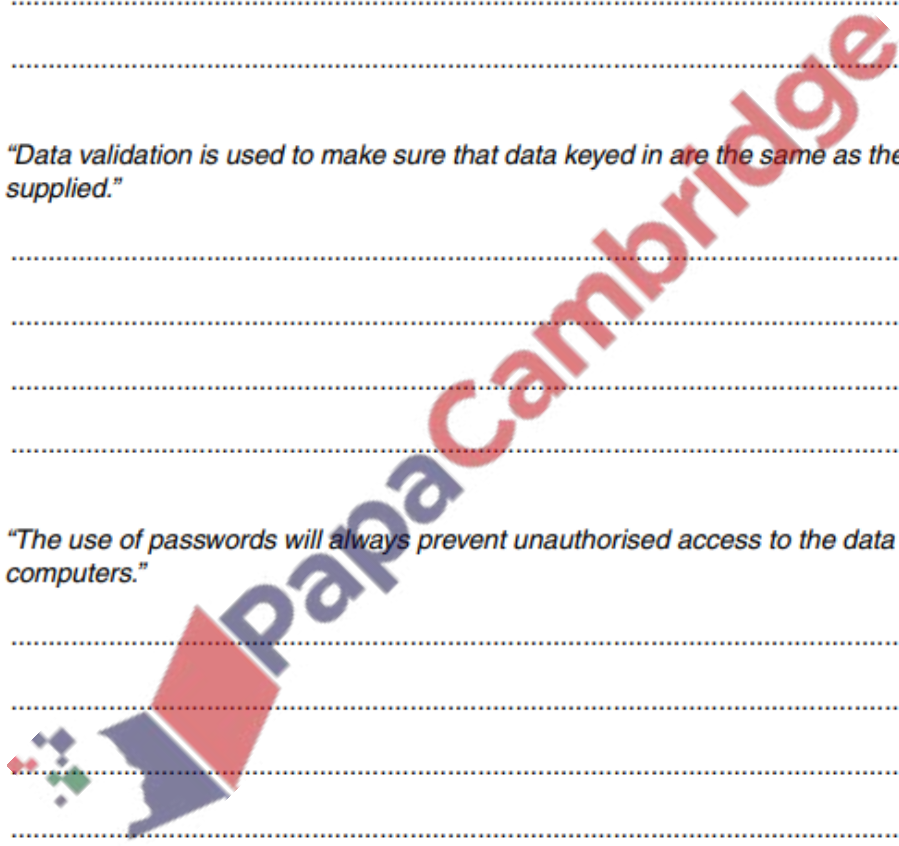 “Data validation is used to make sure that data keyed in are the same as the
supplied.”
“The use of passwords will always prevent unauthorised access to the data
computers.”
PapaCambridge